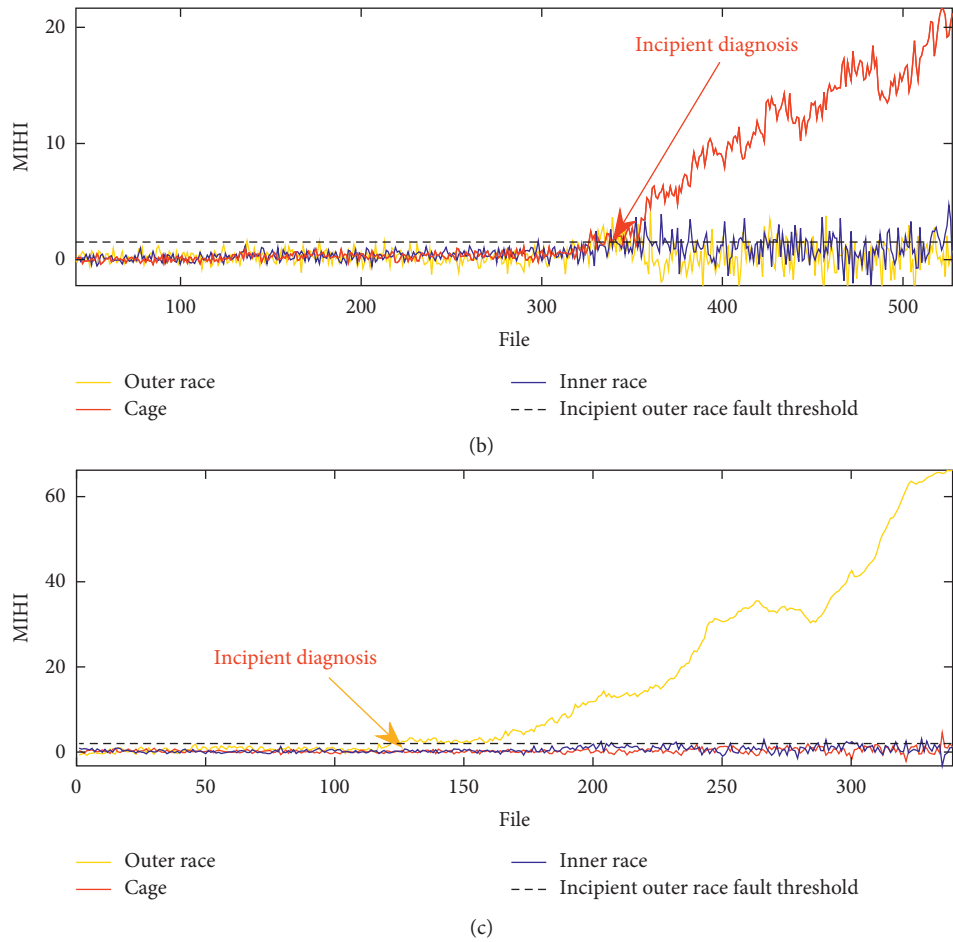 20
10
0
MIHI
Incipient diagnosis
100
200
300
400
500
File
Outer race
Cage
Inner race
Incipient outer race fault threshold
(b)
60
40
20
0
MIHI
Incipient diagnosis
0
50
100
150
200
250
300
File
Outer race
Cage
Inner race
Incipient outer race fault threshold
(c)